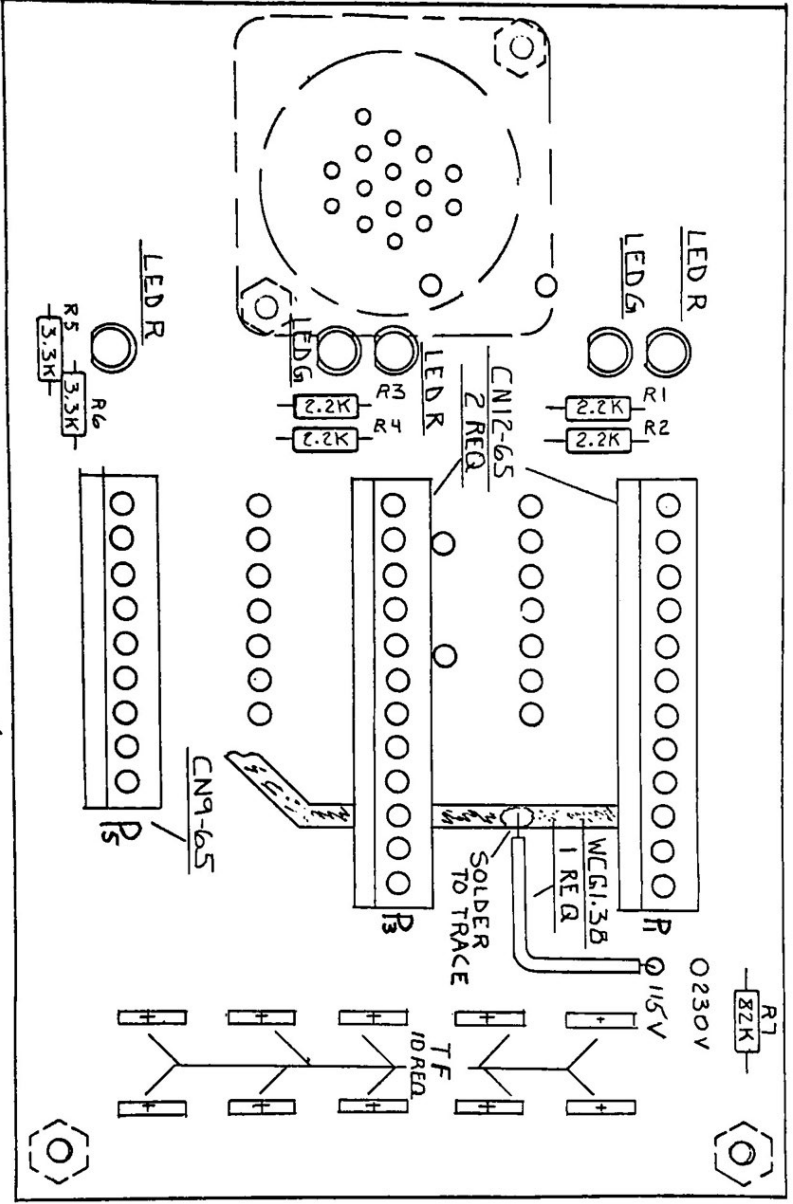 LED R
LED G
LED R
LED G
LED R
R5
3.3K
3.3K
R6
2.2K
R3
2.2K
R4
CN12-65
2 REQ
2.2K
R1
2.2K
R2
CN9-65
P5
P3
P1
WCG1.3B
1 REQ
SOLDER
TO TRACE
115V
230V
R7
82K
TF
10 REQ